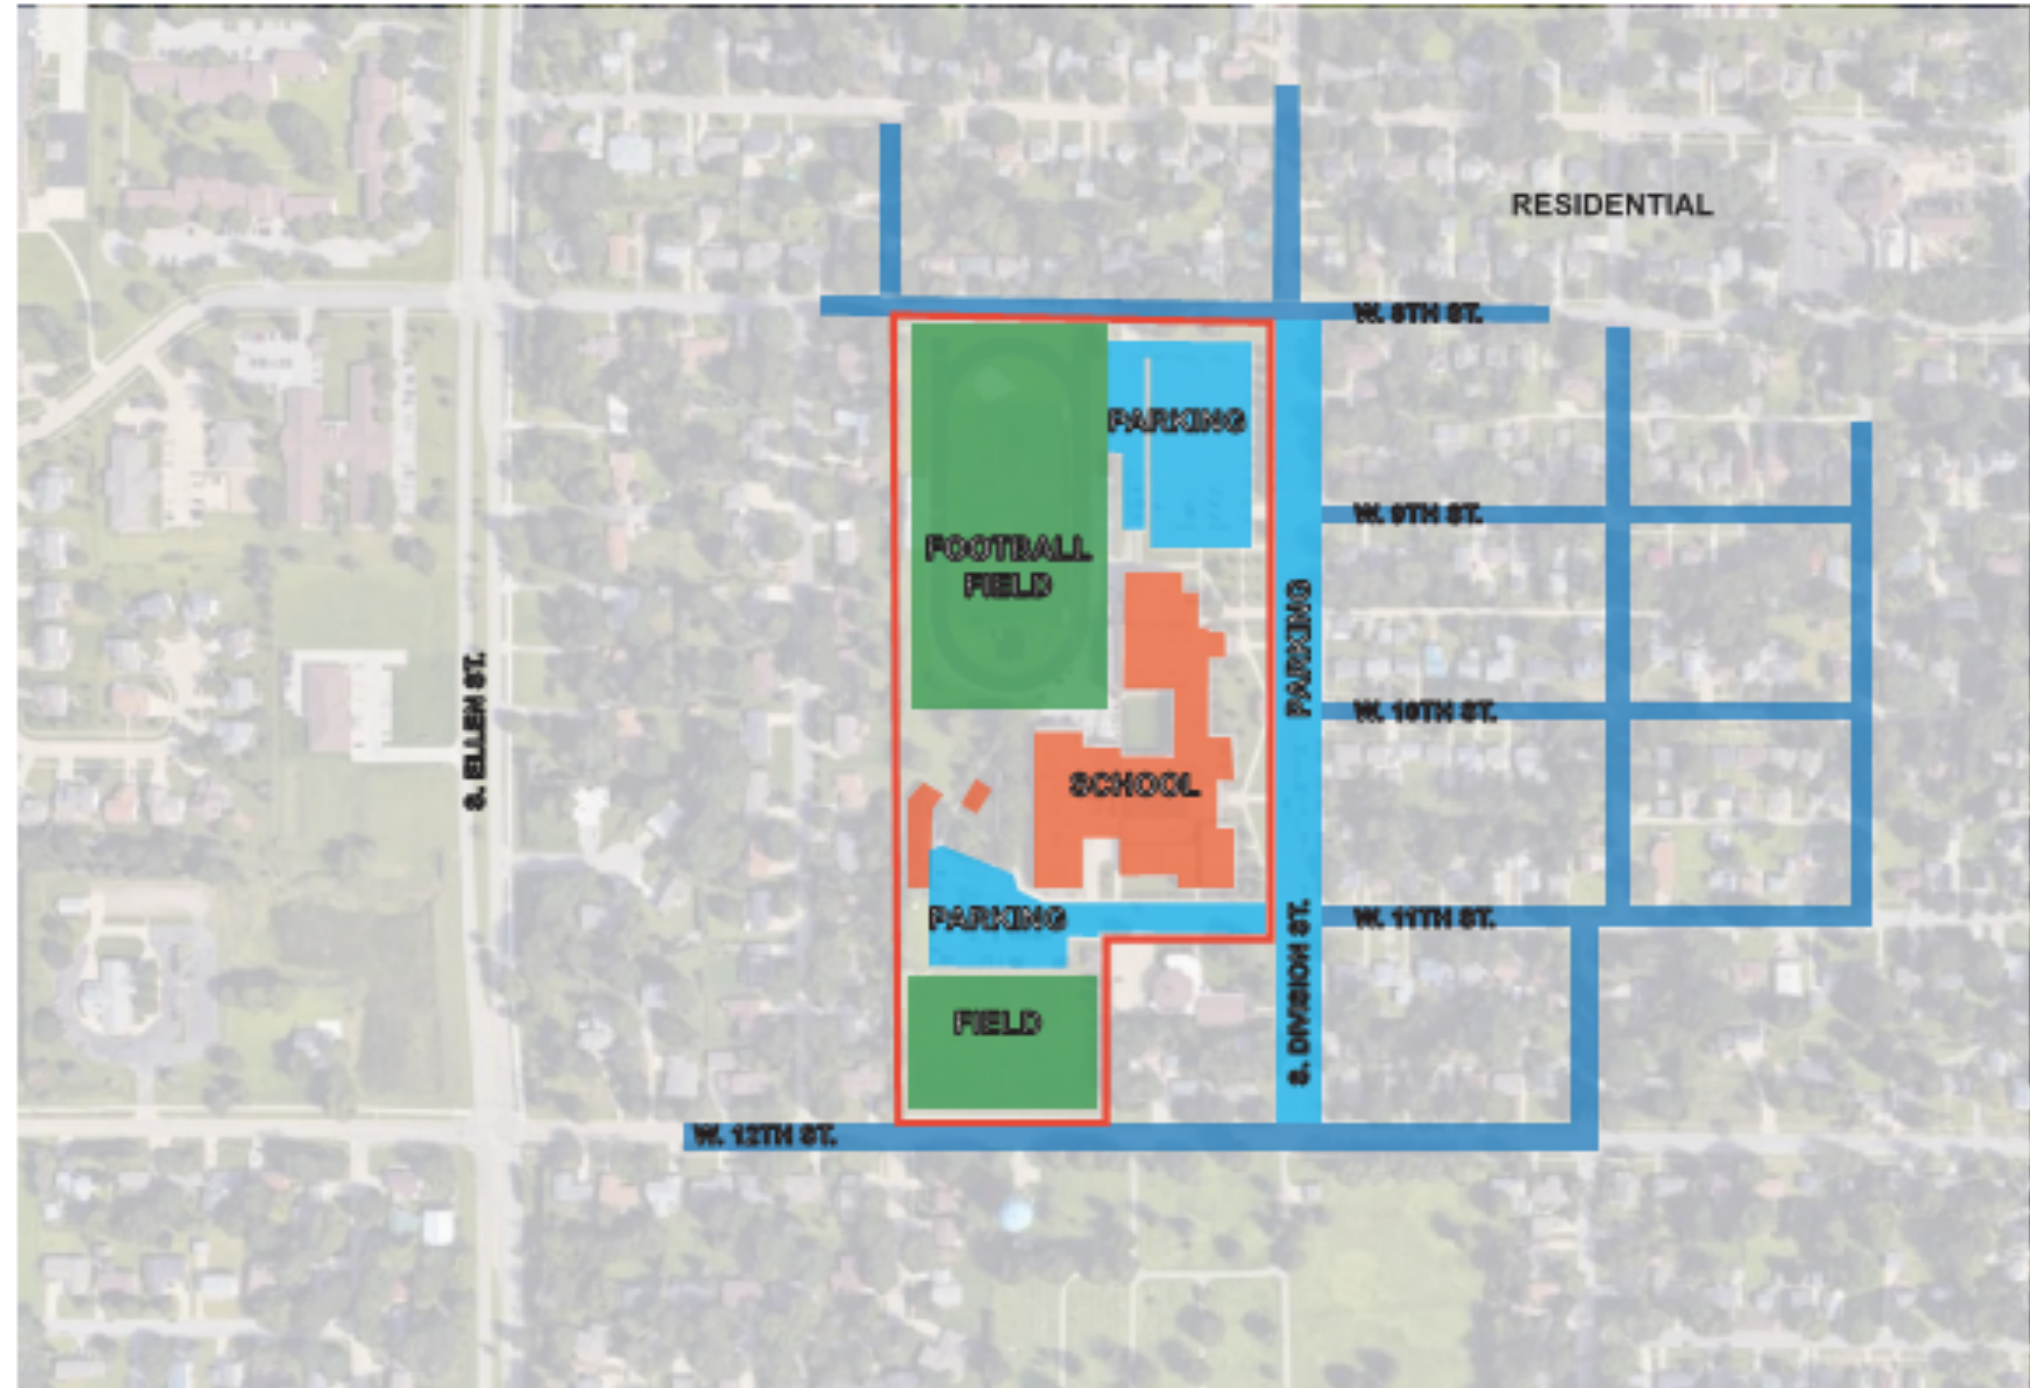 RESIDENTIAL
W. 8TH ST.
PARKING
W. 9TH ST.
FOOTBALL
FIELD
PARKING
S. ELLEN ST.
W. 10TH ST.
SCHOOL
PARKING
W. 11TH ST.
S. DIVISION ST.
FIELD
W. 12TH ST.